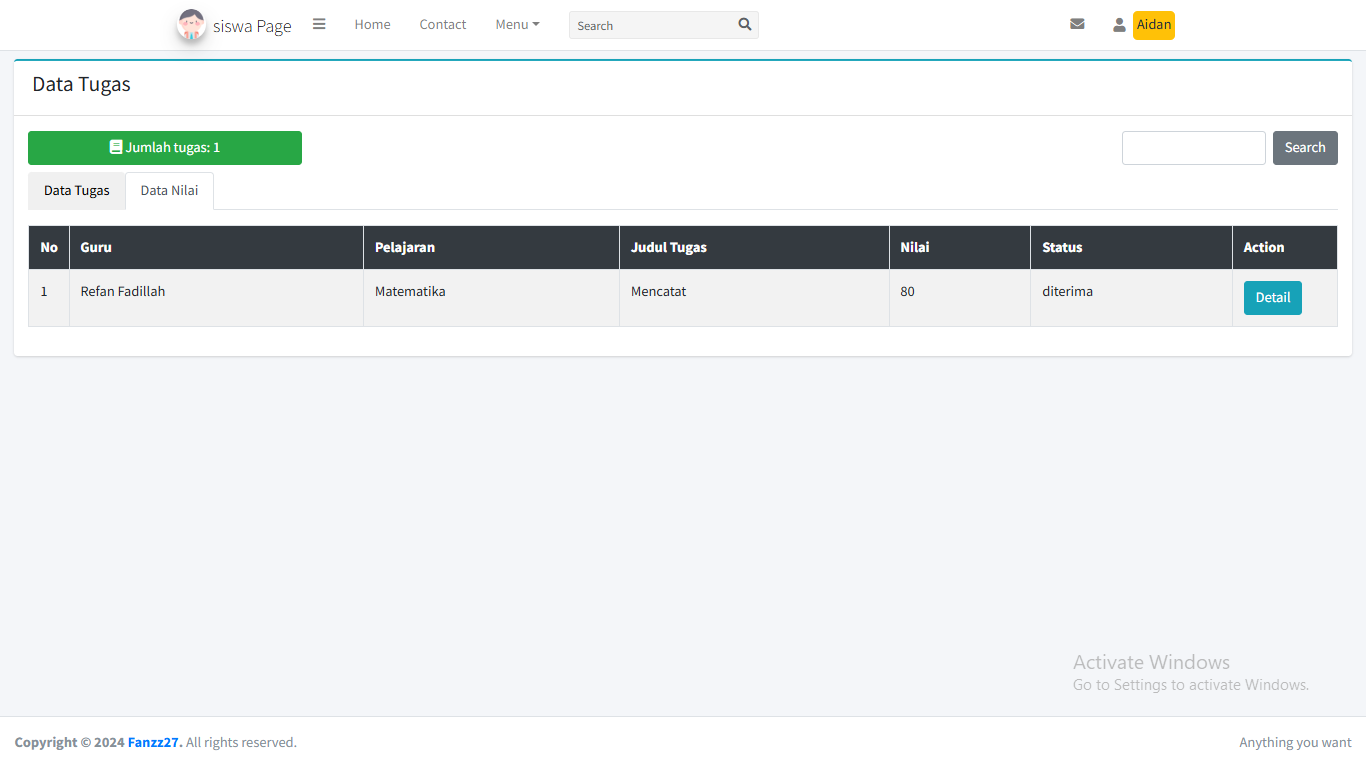 siswa Page Home Contact Menu Search Aidan
Data Tugas
Jumlah tugas: 1 Search
Data Tugas Data Nilai
No Guru Pelajaran Judul Tugas Nilai Status Action
1 Refan Fadillah Matematika Mencatat 80 diterima Detail
Activate Windows
Go to Settings to activate Windows.
Copyright © 2024 Fanzz27. All rights reserved. Anything you want